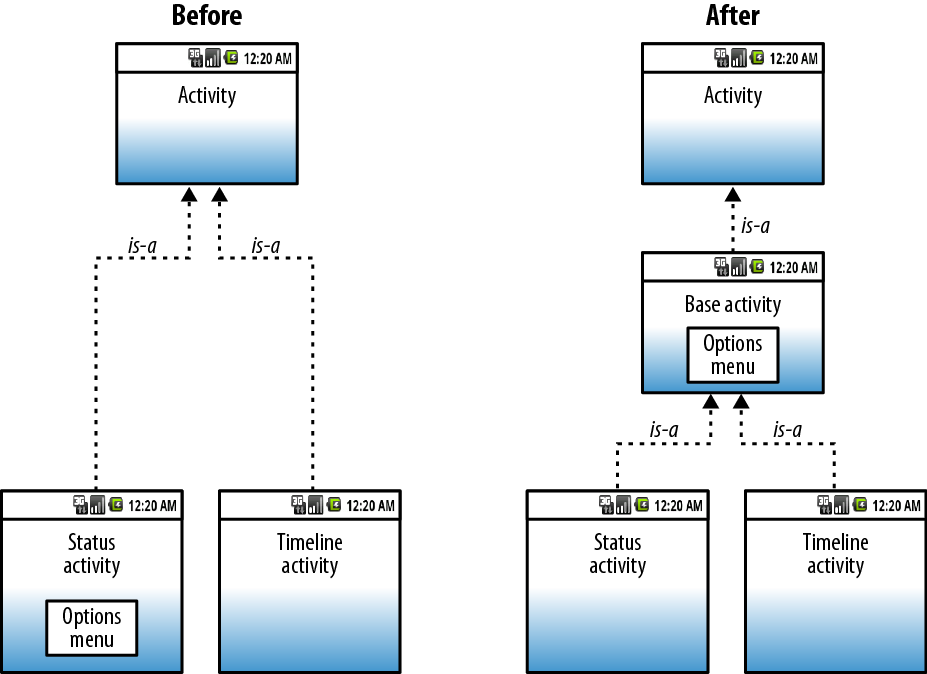 Before
After
12:20 AM
Activity
12:20 AM
Activity
is-a
is-a
is-a
12:20 AM
Base activity
Options
menu
is-a
is-a
12:20 AM
Status
activity
Options
menu
12:20 AM
Timeline
activity
12:20 AM
Status
activity
12:20 AM
Timeline
activity